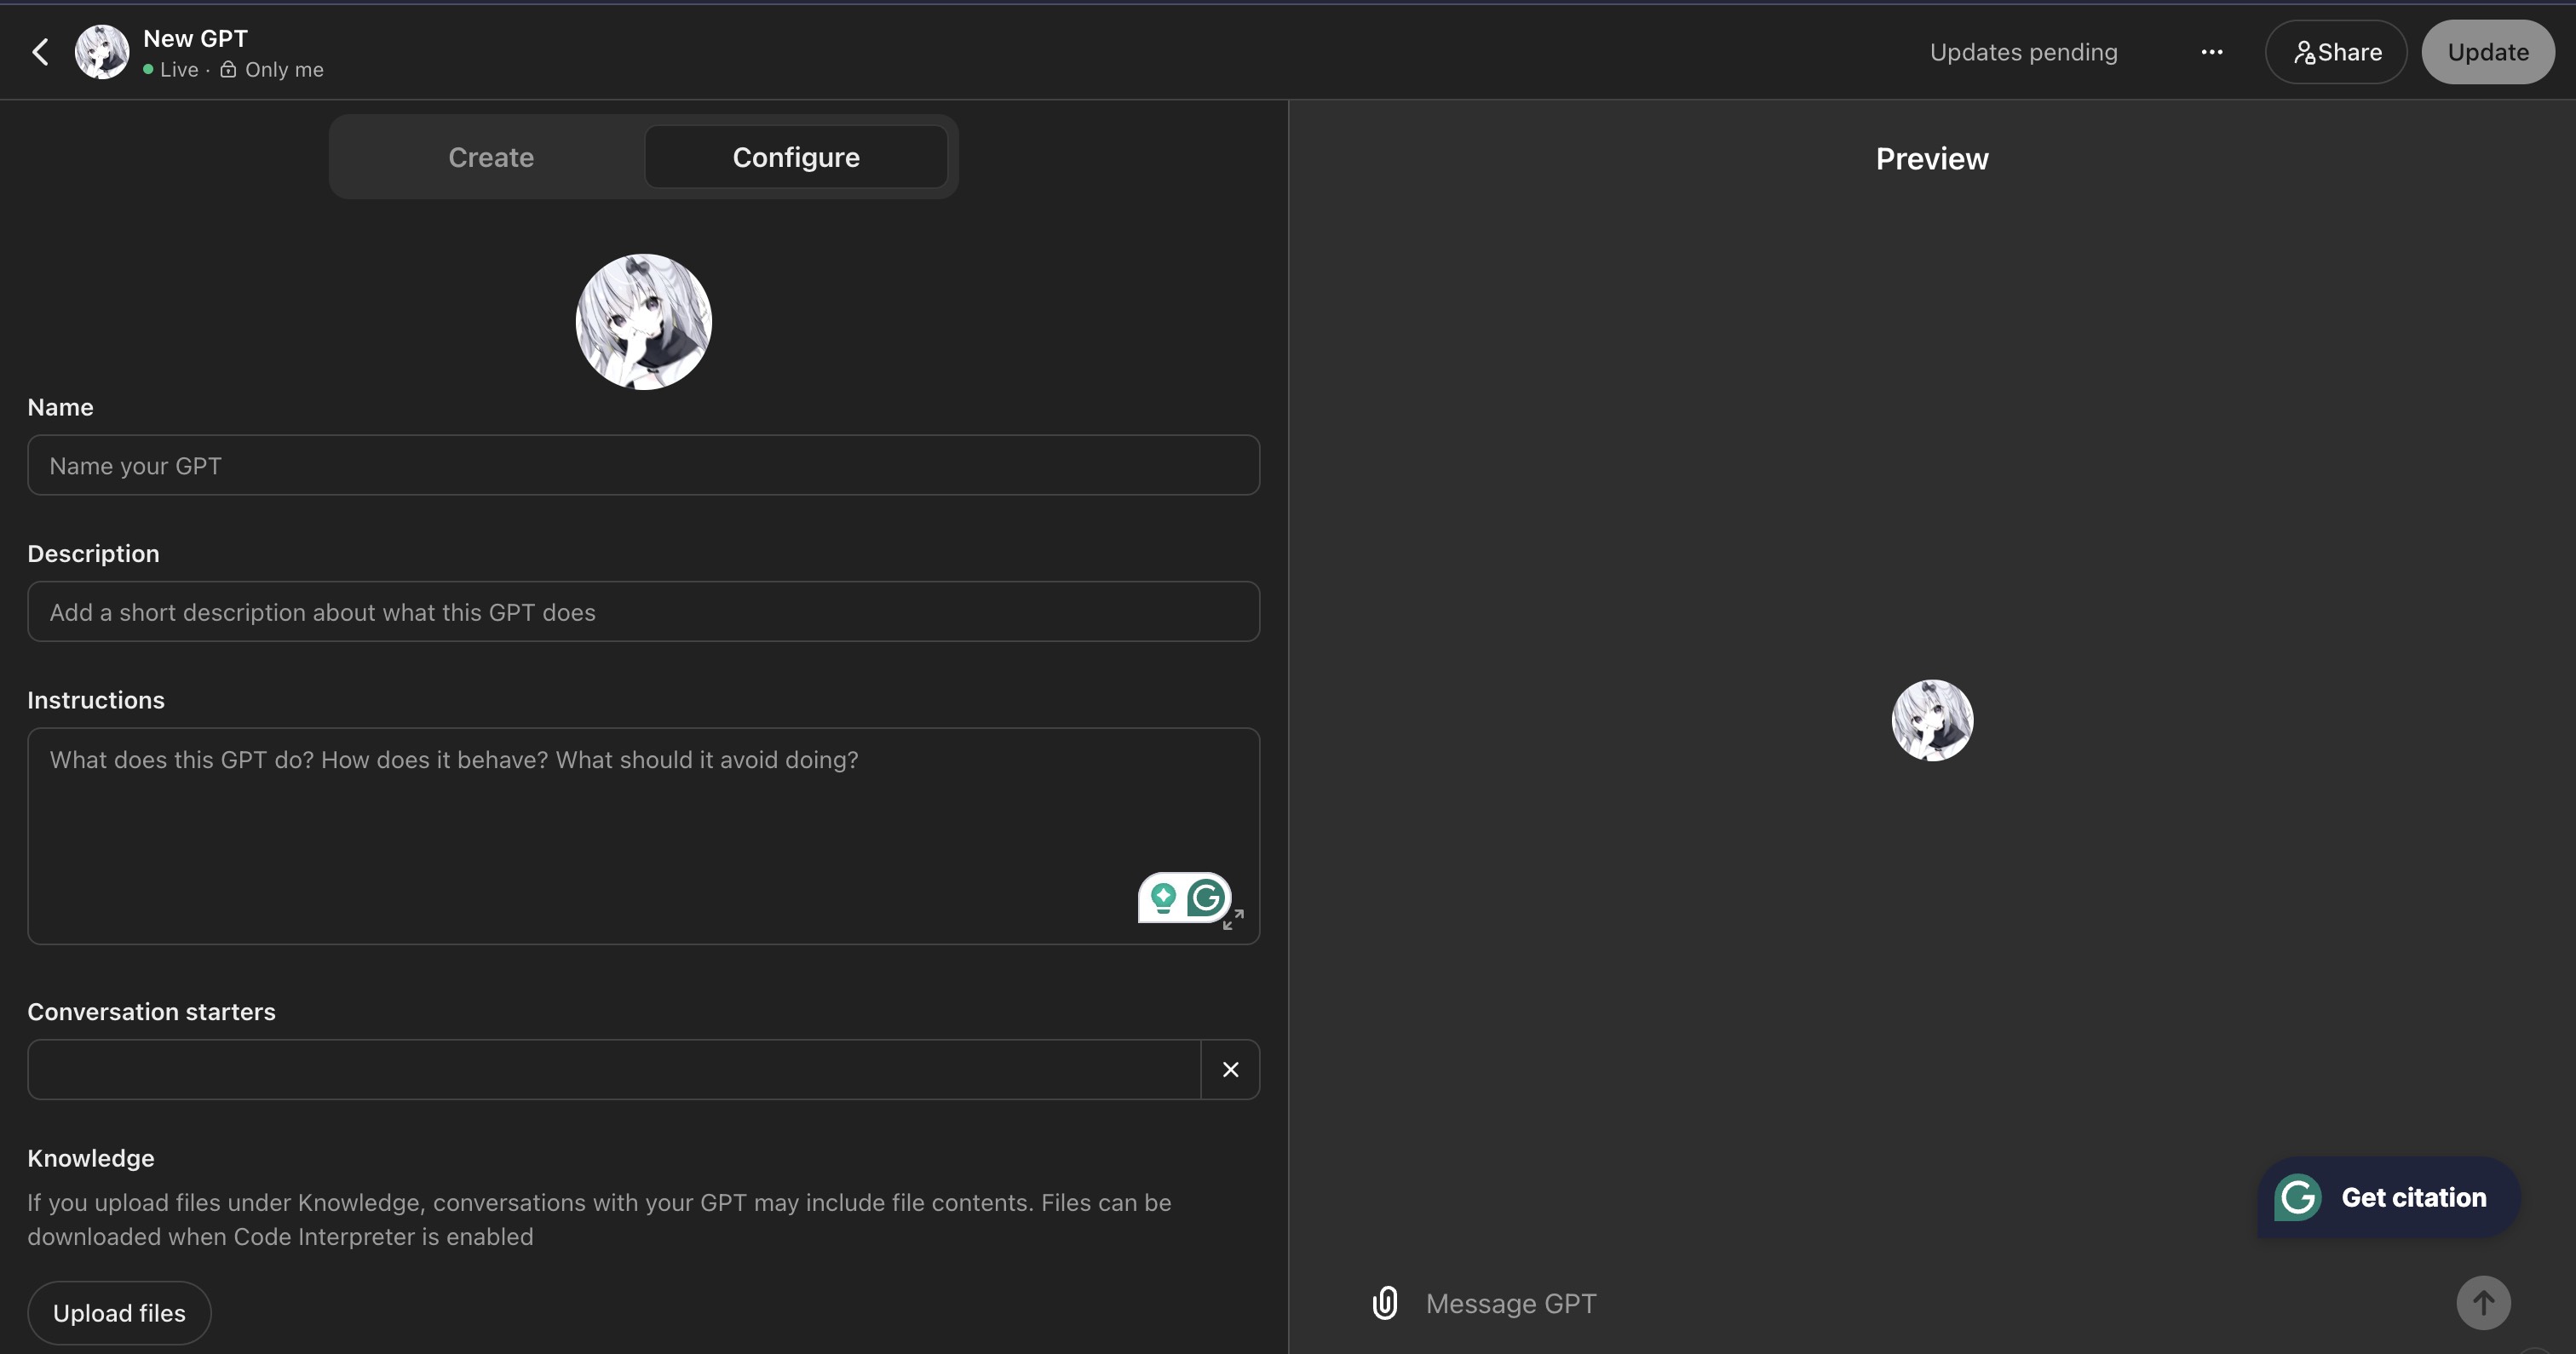 New GPT
Live · Only me
Updates pending
Share
Update
Create
Configure
Preview
Name
Name your GPT
Description
Add a short description about what this GPT does
Instructions
What does this GPT do? How does it behave? What should it avoid doing?
Conversation starters
Knowledge
If you upload files under Knowledge, conversations with your GPT may include file contents. Files can be
downloaded when Code Interpreter is enabled
Upload files
Get citation
Message GPT